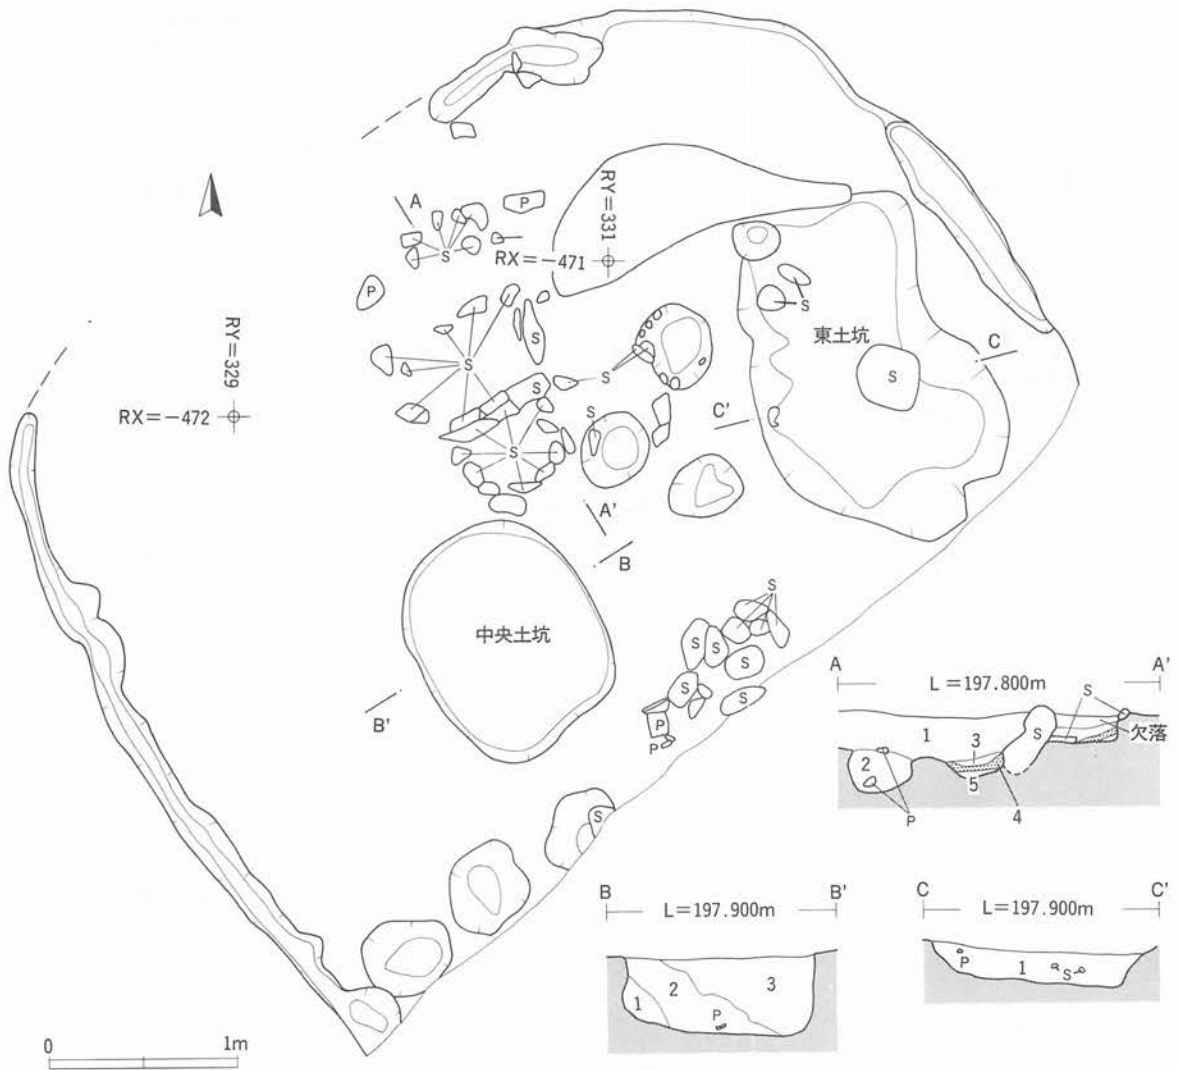 A
P
RY=331
S
RX=-471
P
S
東土坑
C
RY=329
S
S
S
S
S
RX=-472
S
C'
S
A'
B
S
中央土坑
S
S
S
S
S
B'
P
P
S
A
A'
L=197.800m
S
1
3
S
欠落
2
5
P
4
B
B'
L=197.900m
1
2
3
P
C
C'
L=197.900m
P
1
S
0
1m